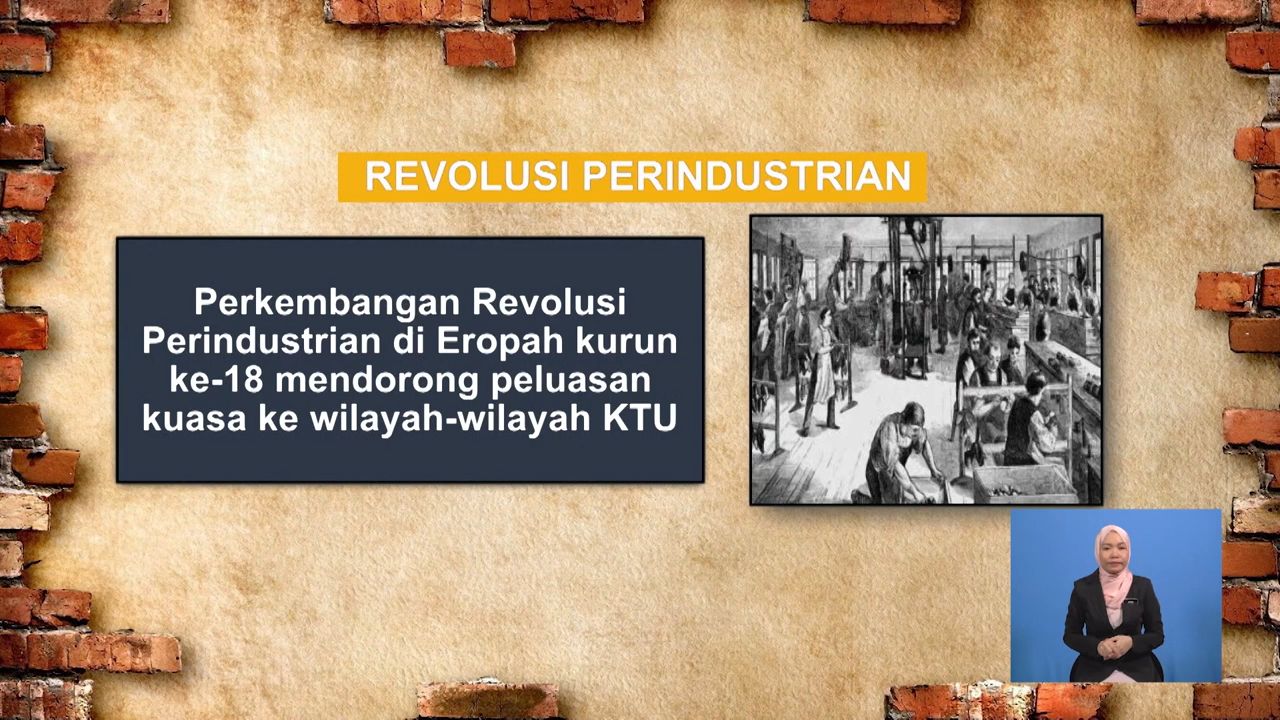 REVOLUSI PERINDUSTRIAN
Perkembangan Revolusi
Perindustrian di Eropah kurun
ke-18 mendorong peluasan
kuasa ke wilayah-wilayah KTU